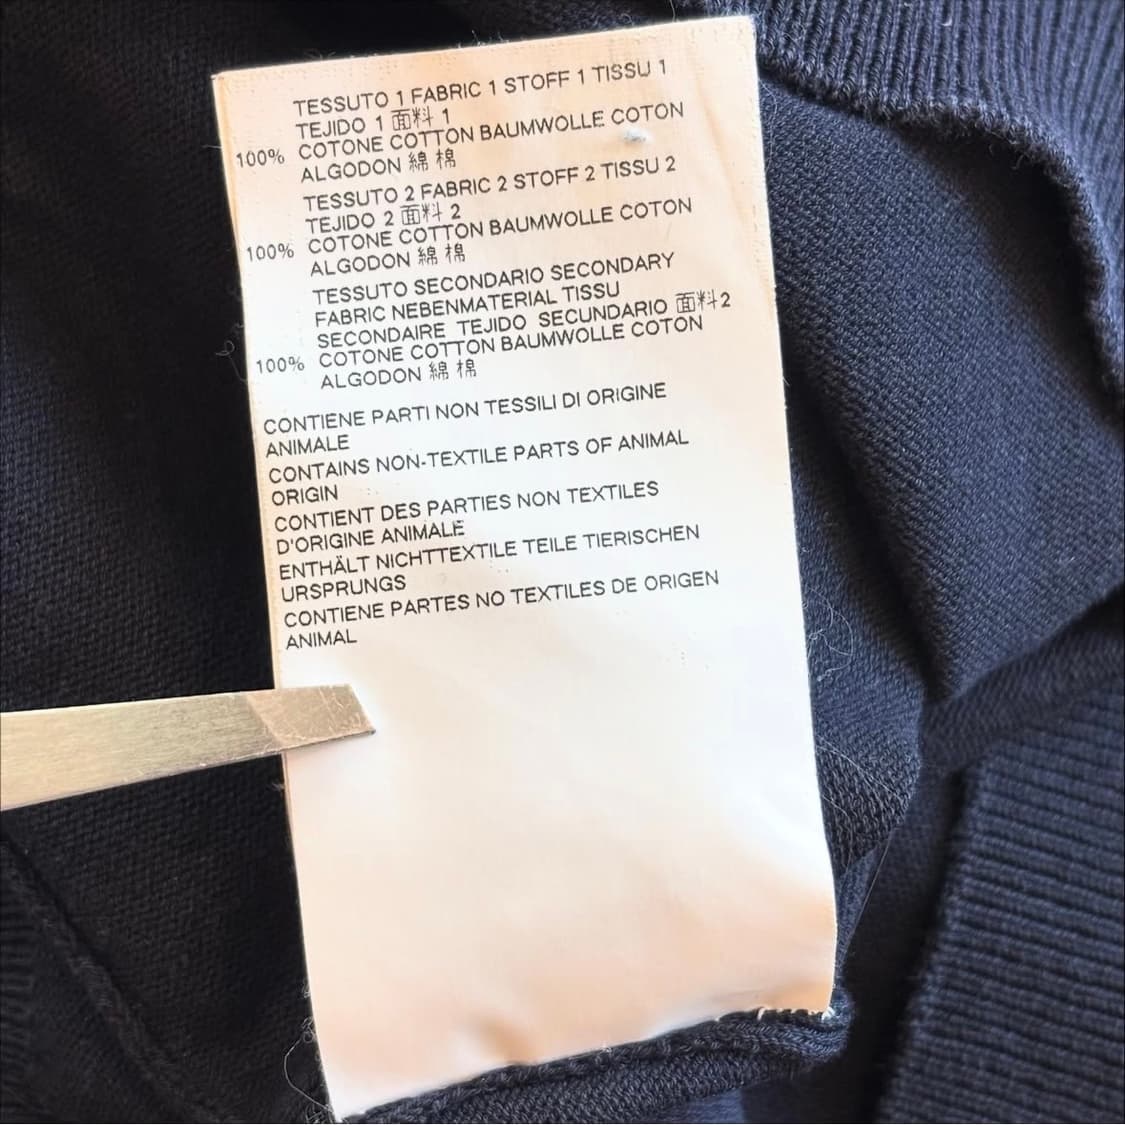 TESSUTO 1 FABRIC 1 STOFF 1 TISSU 1
TEJIDO 1 面料 1
100% COTONE COTTON BAUMWOLLE COTON
ALGODON 綿 棉
TESSUTO 2 FABRIC 2 STOFF 2 TISSU 2
TEJIDO 2 面料 2
100% COTONE COTTON BAUMWOLLE COTON
ALGODON 綿 棉
TESSUTO SECONDARIO SECONDARY
FABRIC NEBENMATERIAL TISSU
SECONDAIRE TEJIDO SECUNDARIO 面料2
100% COTONE COTTON BAUMWOLLE COTON
ALGODON 綿 棉
CONTIENE PARTI NON TESSILI DI ORIGINE
ANIMALE
CONTAINS NON-TEXTILE PARTS OF ANIMAL
ORIGIN
CONTIENT DES PARTIES NON TEXTILES
D'ORIGINE ANIMALE
ENTHÄLT NICHTTEXTILE TEILE TIERISCHEN
URSPRUNGS
CONTIENE PARTES NO TEXTILES DE ORIGEN
ANIMAL